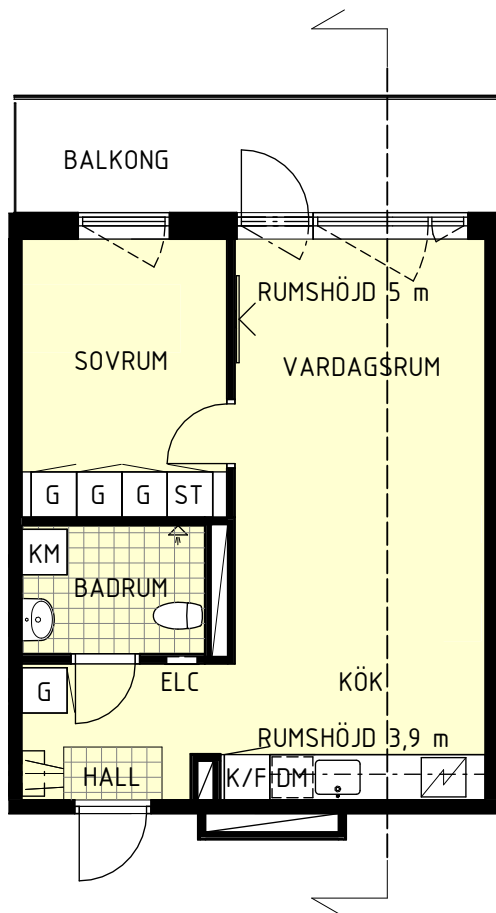 BALKONG
RUMSHÖJD 5 m
SOVRUM
VARDAGSRUM
G G G ST
KM
BADRUM
G
ELC
KÖK
RUMSHÖJD 3,9 m
HALL
K/F DM